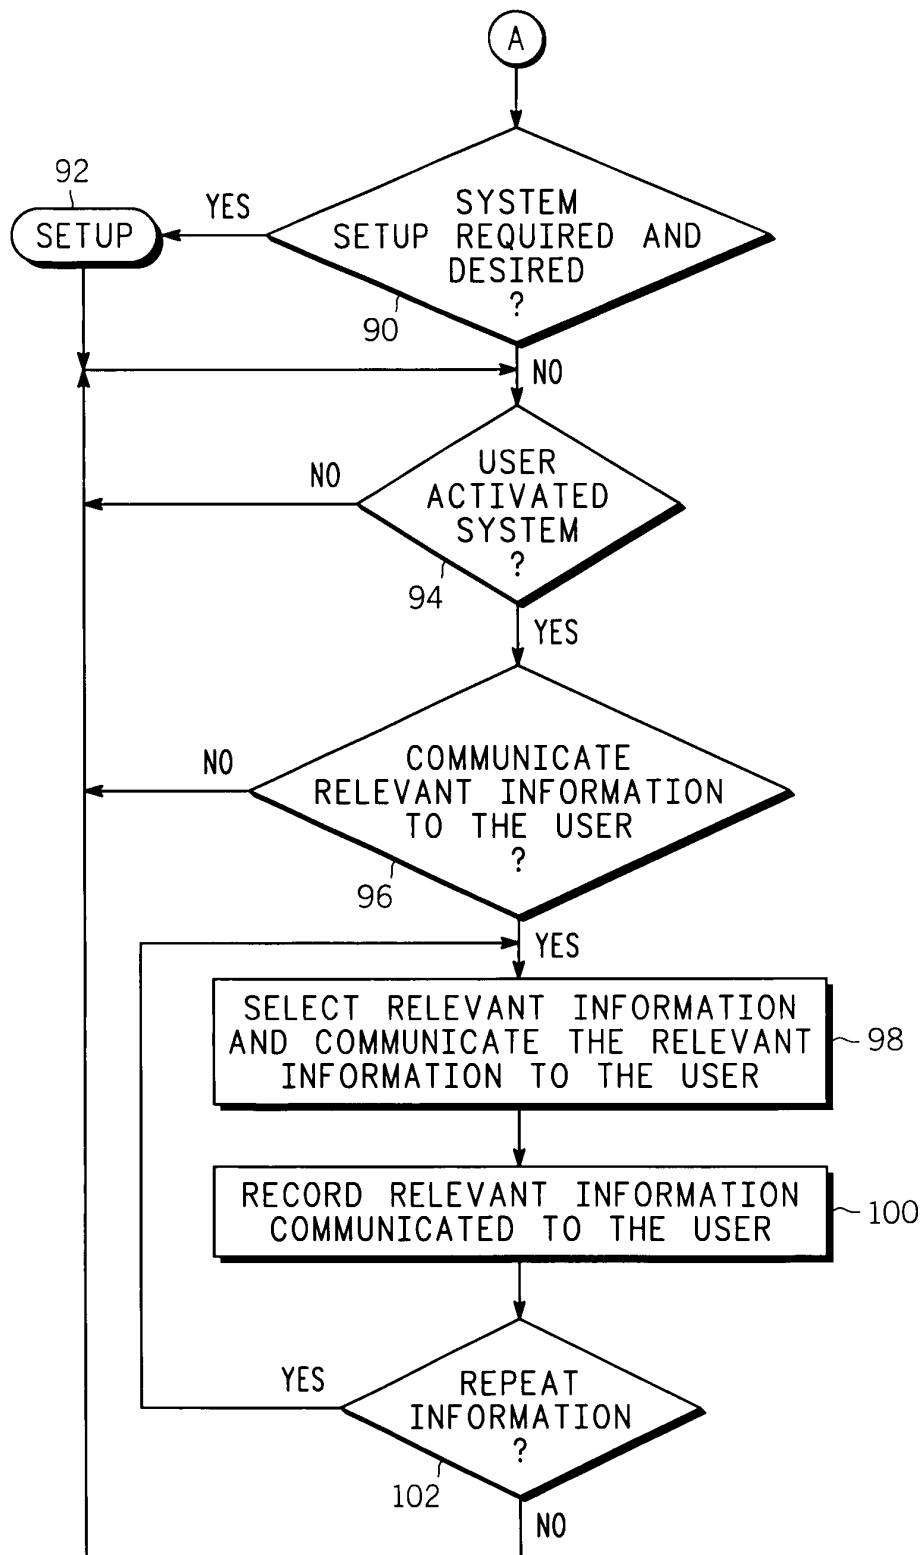 A
92
YES
SETUP
SYSTEM
SETUP REQUIRED AND
DESIRED
?
90
NO
NO
USER
ACTIVATED
SYSTEM
?
94
YES
NO
COMMUNICATE
RELEVANT INFORMATION
TO THE USER
?
96
YES
SELECT RELEVANT INFORMATION
AND COMMUNICATE THE RELEVANT
INFORMATION TO THE USER
98
RECORD RELEVANT INFORMATION
COMMUNICATED TO THE USER
100
YES
REPEAT
INFORMATION
?
102
NO